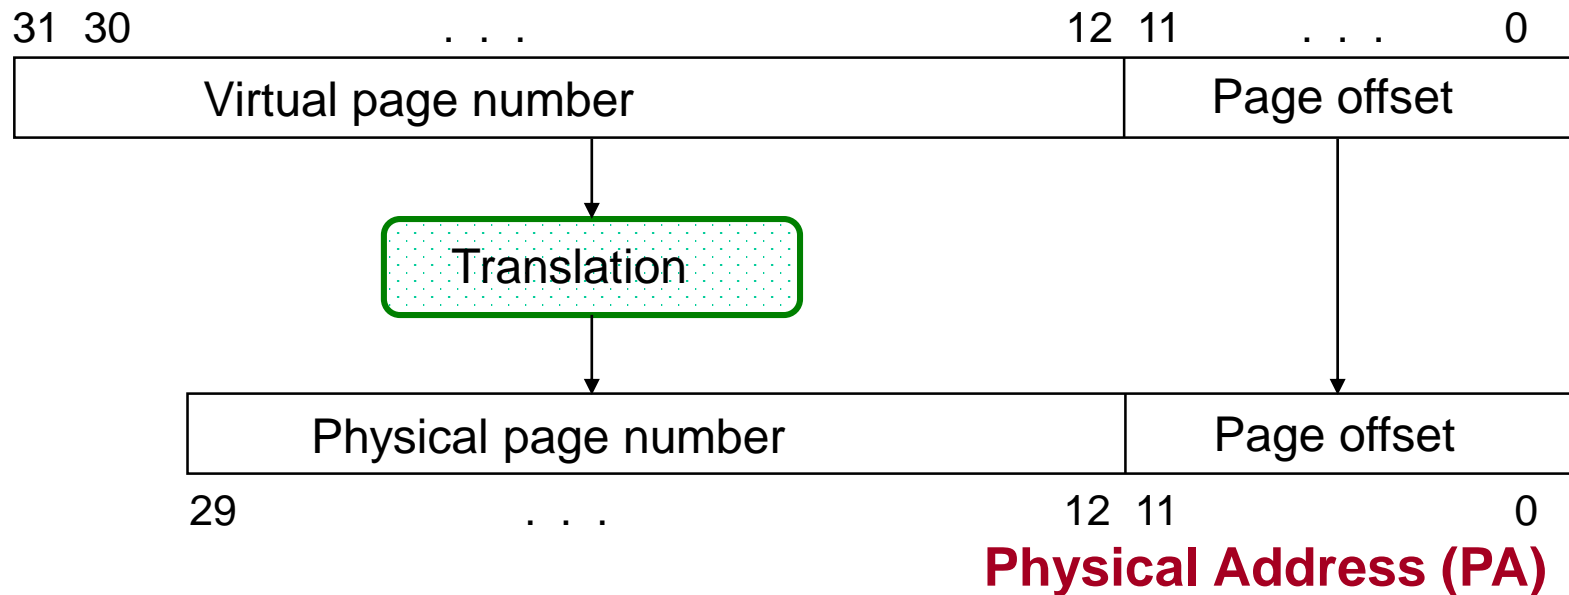 31 30 . . . 12 11 . . . 0
Virtual page number Page offset
Translation
Physical page number Page offset
29 . . . 12 11 0
Physical Address (PA)